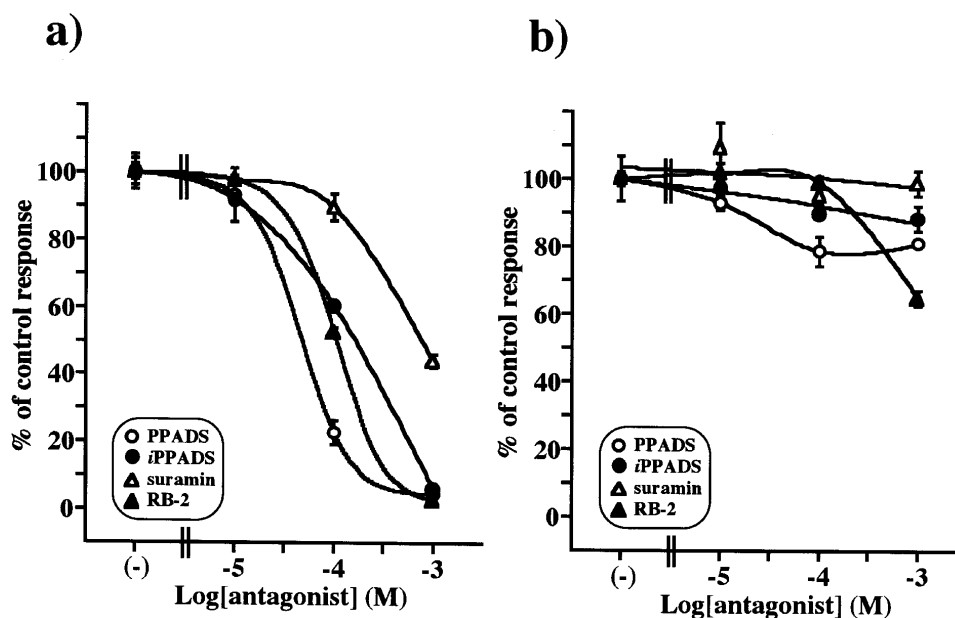 a)
% of control response
100
80
60
40
20
0
PPADS
iPPADS
suramin
RB-2
(-)
-5
-4
-3
Log[antagonist] (M)
b)
% of control response
100
80
60
40
20
0
PPADS
iPPADS
suramin
RB-2
(-)
-5
-4
-3
Log[antagonist] (M)